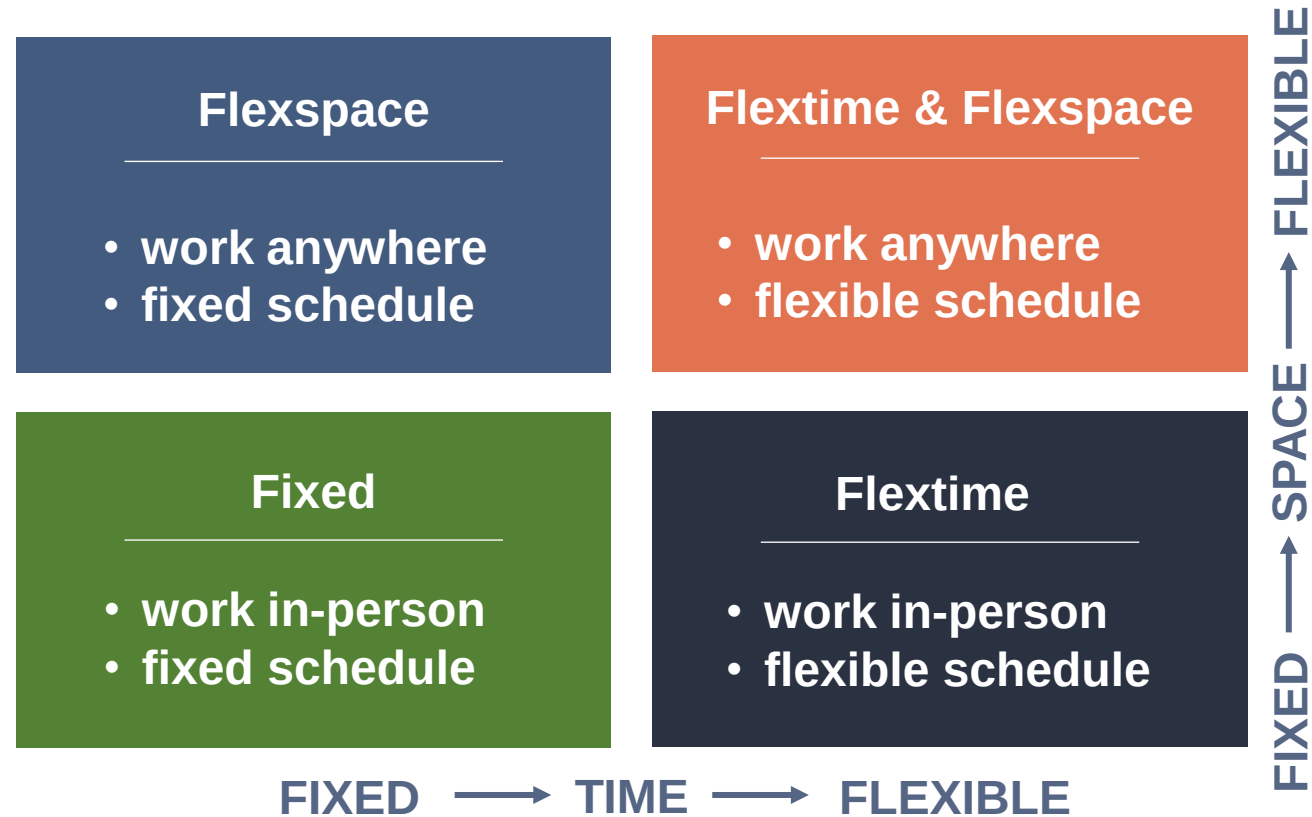 Flexspace
• work anywhere
• fixed schedule
Flextime & Flexspace
• work anywhere
• flexible schedule
Fixed
• work in-person
• fixed schedule
Flextime
• work in-person
• flexible schedule
FIXED → TIME → FLEXIBLE
FIXED → SPACE → FLEXIBLE